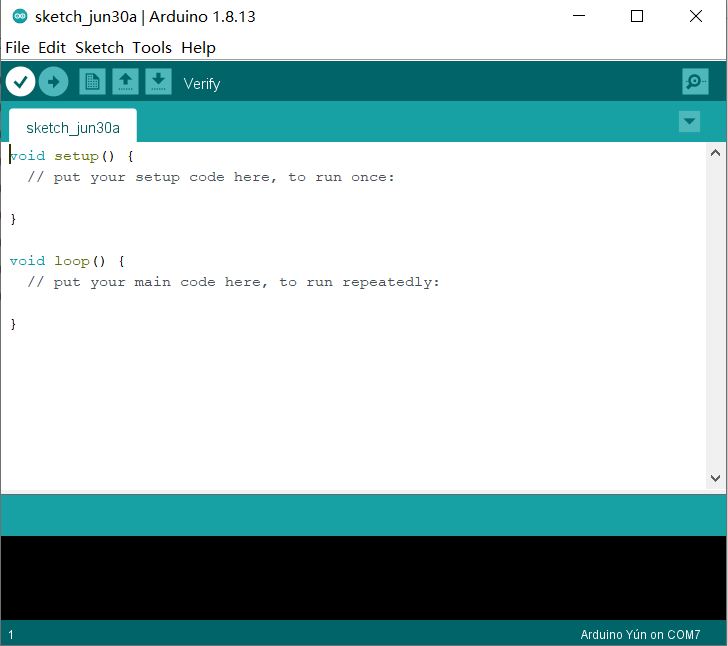 sketch_jun30a | Arduino 1.8.13
File Edit Sketch Tools Help
Verify
sketch_jun30a
void setup() {
  // put your setup code here, to run once:
}
void loop() {
  // put your main code here, to run repeatedly:
}
1
Arduino Yún on COM7